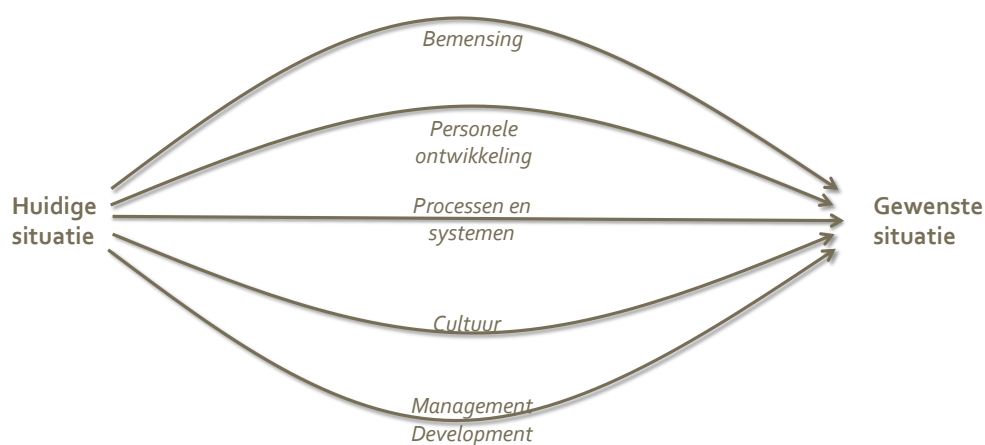 Bemensing
Personele
ontwikkeling
Huidige
situatie
Processen en
systemen
Gewenste
situatie
Cultuur
Management
Development